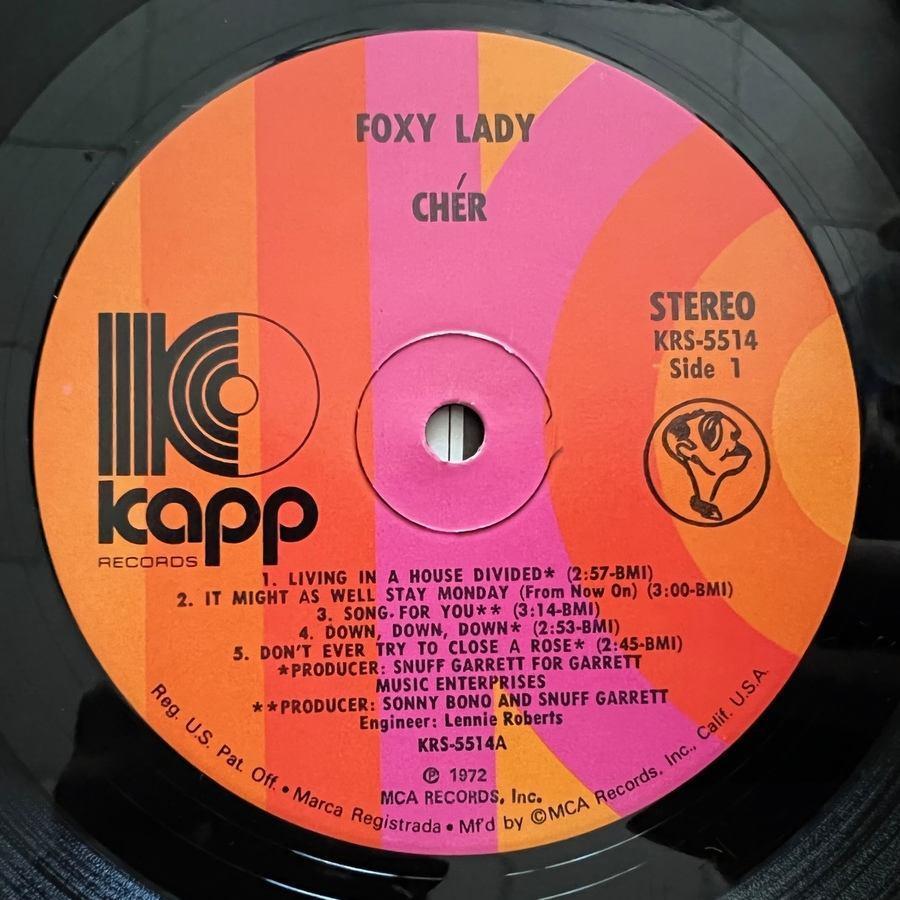 FOXY LADY
CHÉR
STEREO
KRS-5514
Side 1
kapp
RECORDS
1. LIVING IN A HOUSE DIVIDED* (2:57-BMI)
2. IT MIGHT AS WELL STAY MONDAY (From Now On) (3:00-BMI)
3. SONG FOR YOU** (3:14-BMI)
4. DOWN, DOWN, DOWN* (2:53-BMI)
5. DON'T EVER TRY TO CLOSE A ROSE* (2:45-BMI)
*PRODUCER: SNUFF GARRETT FOR GARRETT
MUSIC ENTERPRISES
**PRODUCER: SONNY BONO AND SNUFF GARRETT
Engineer: Lennie Roberts
KRS-5514A
℗ 1972
MCA RECORDS, Inc.
Reg. U.S. Pat. Off. • Marca Registrada • Mf'd by ©MCA Records, Inc., Calif. U.S.A.